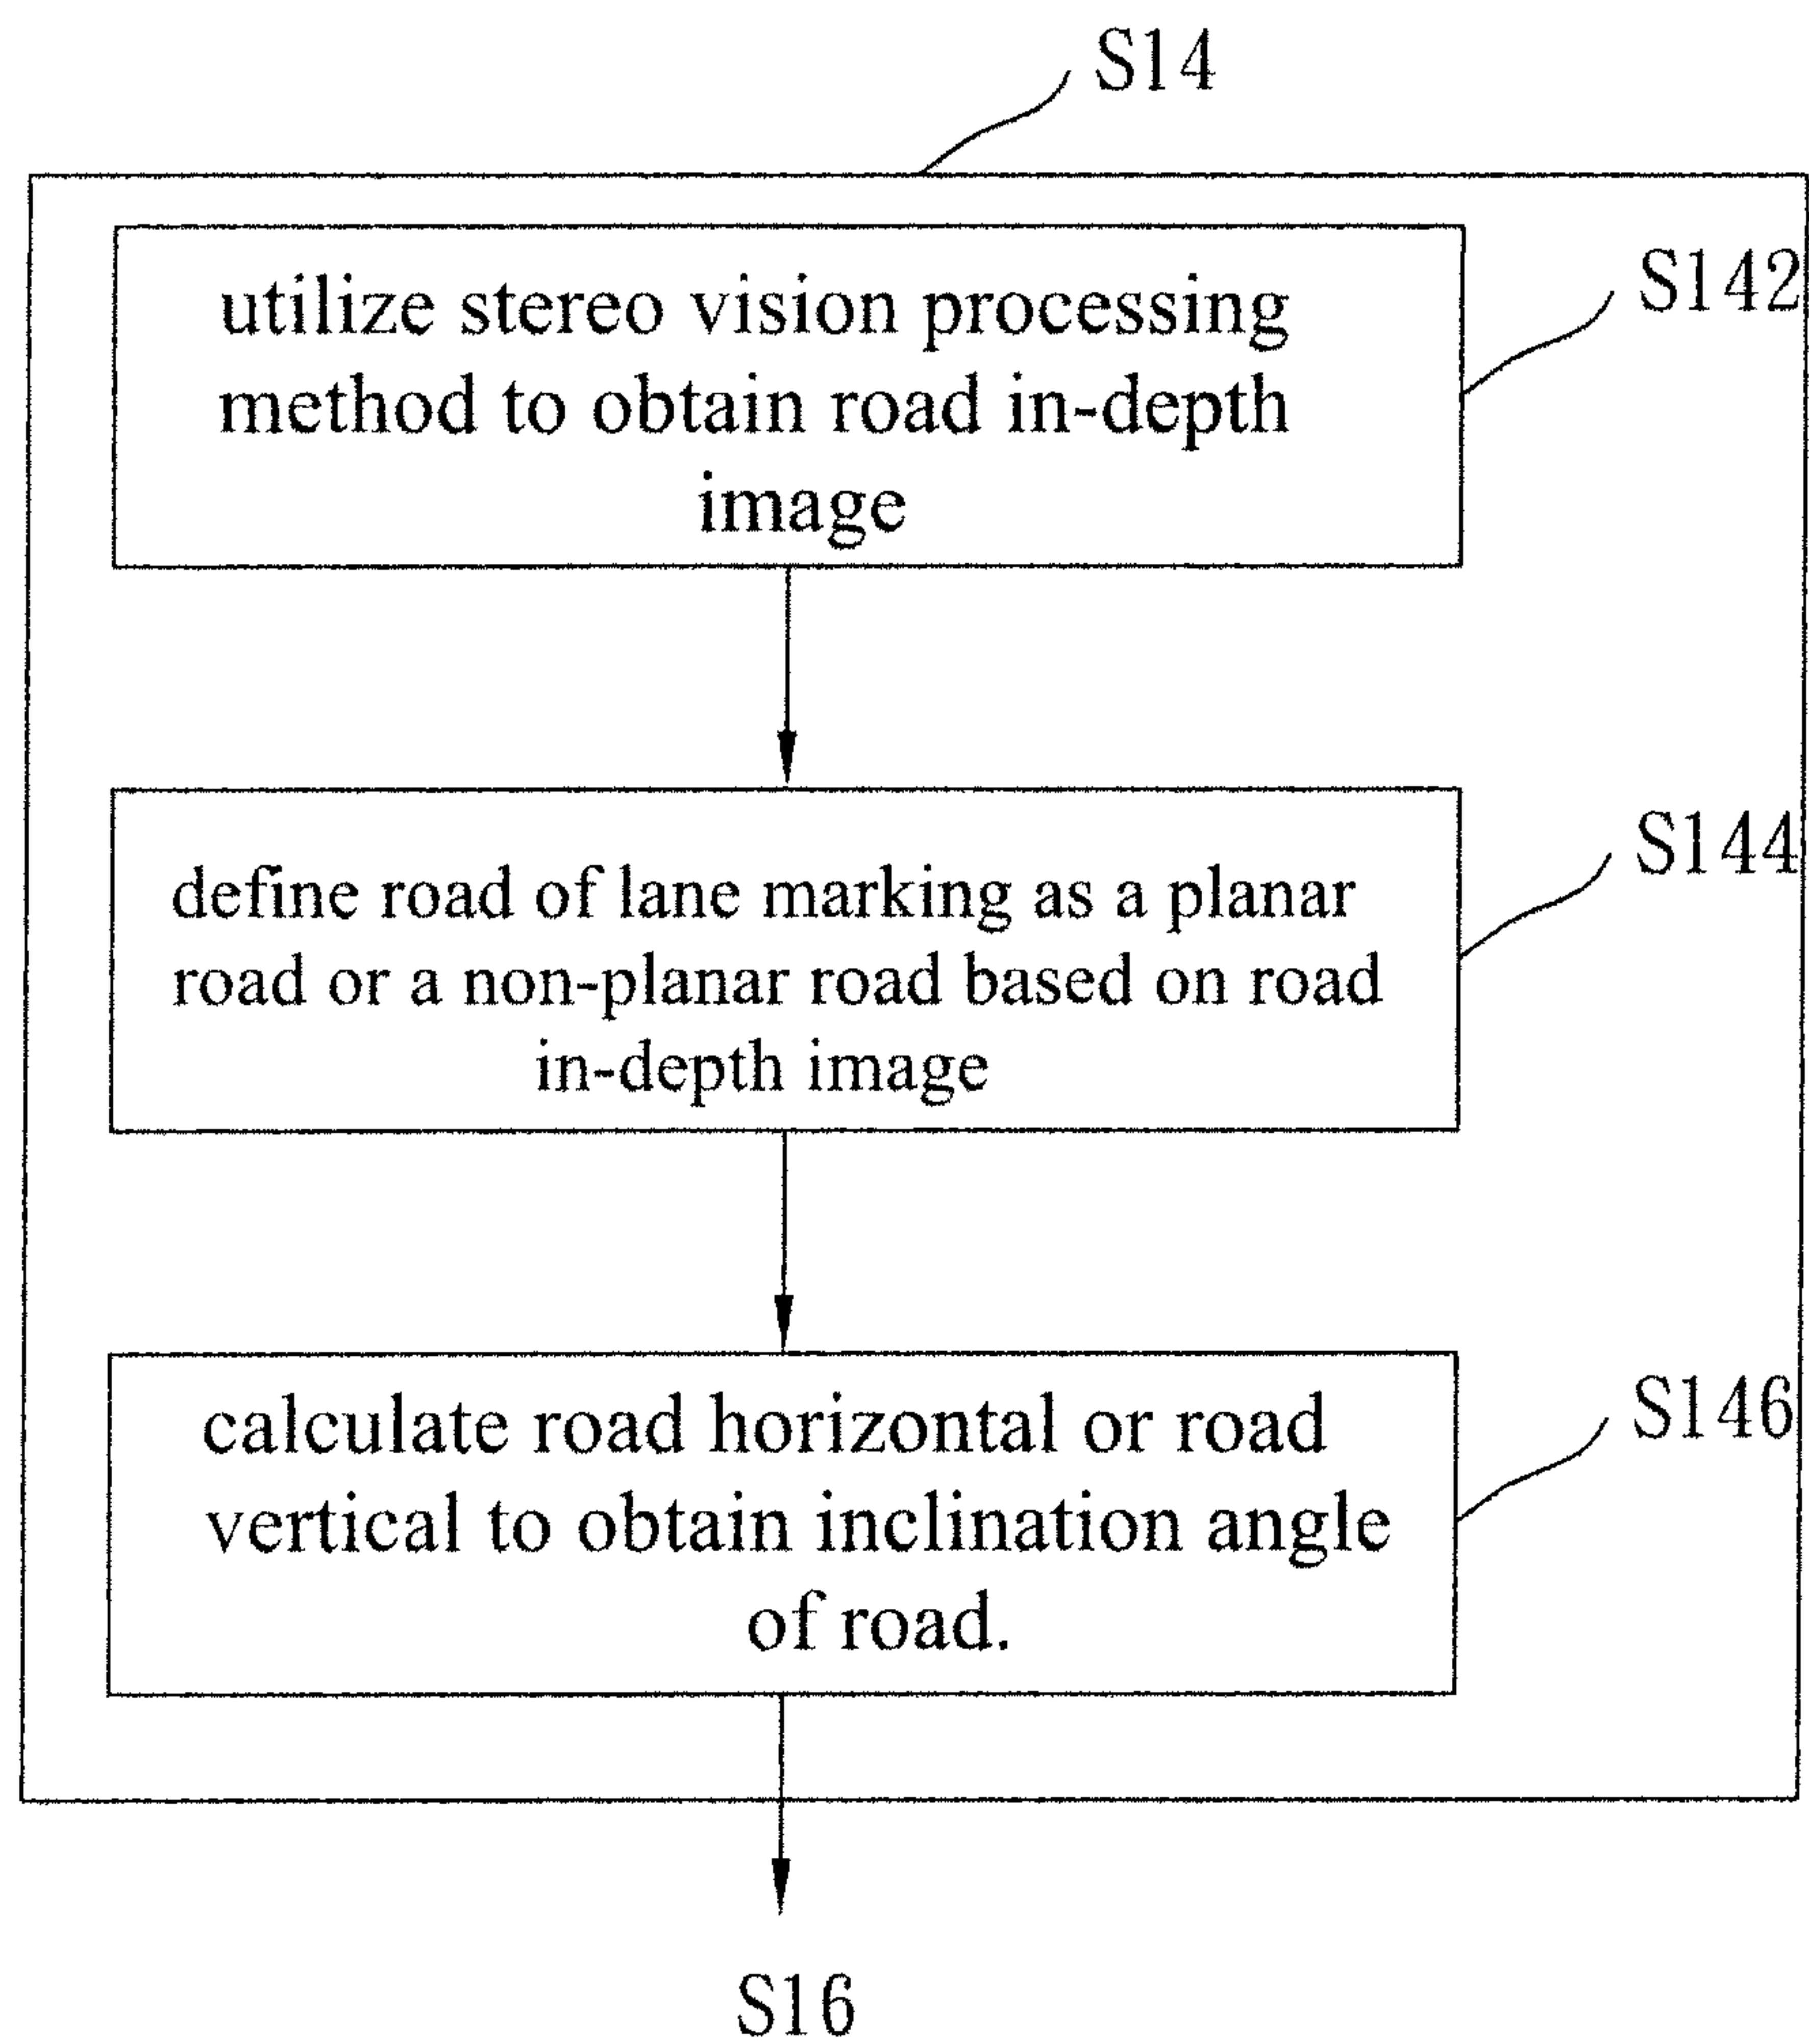 S14
utilize stereo vision processing
S142
method to obtain road in-depth
image
define road of lane marking as a planar
S144
road or a non-planar road based on road
in-depth image
calculate road horizontal or road
S146
vertical to obtain inclination angle
of road.
S16